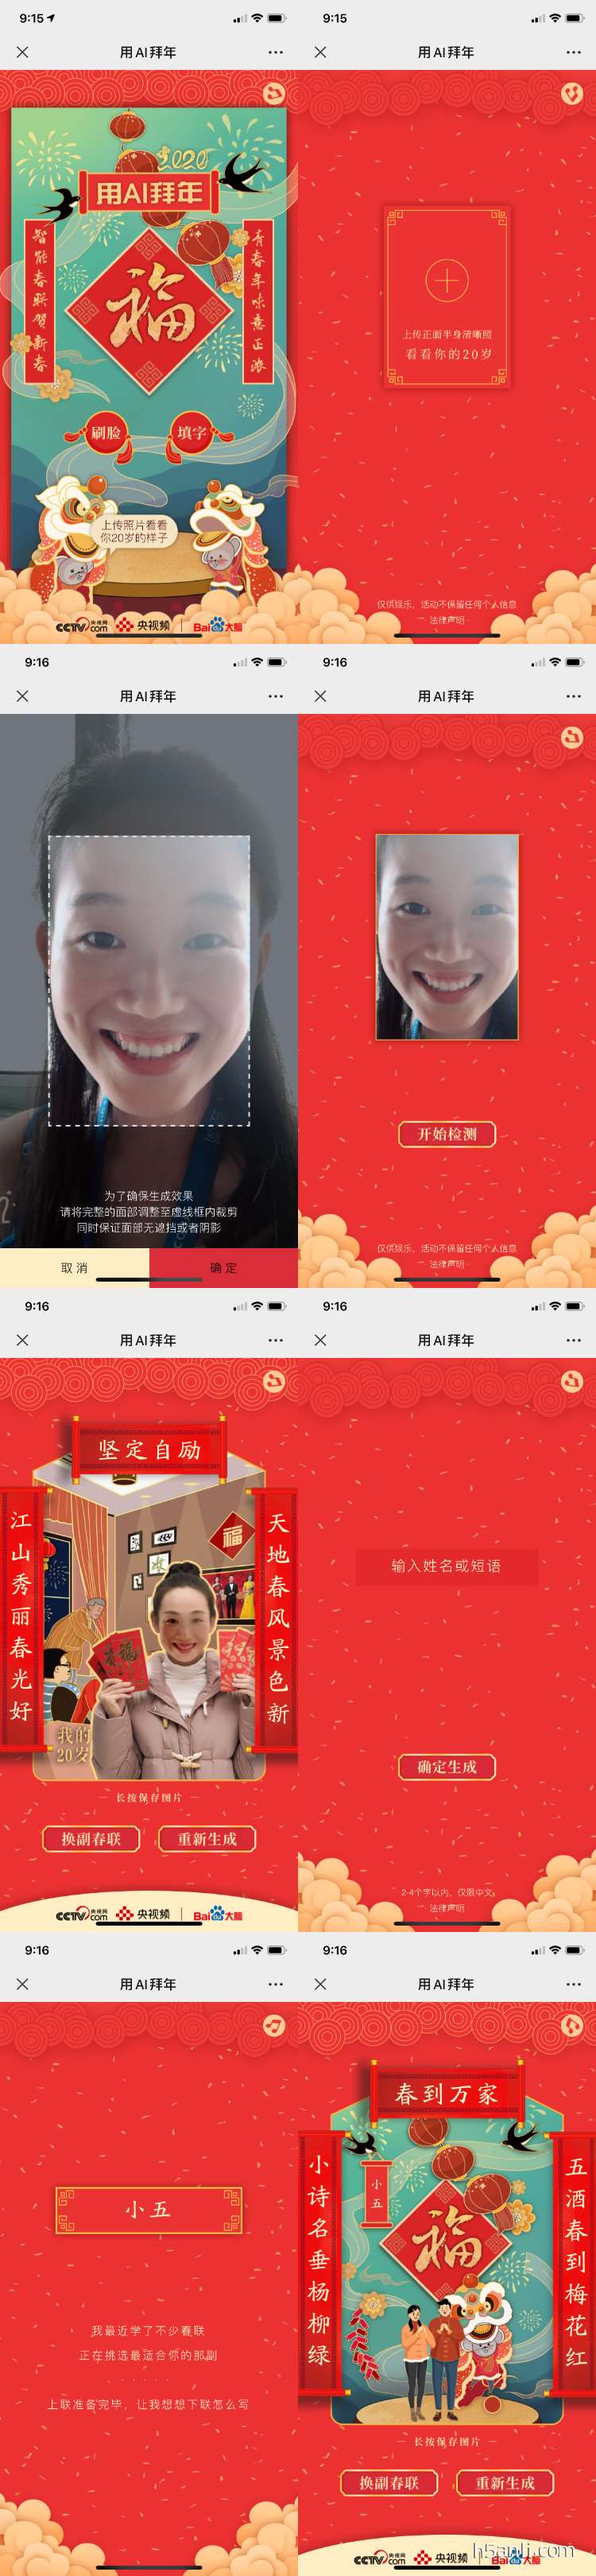 9:15
用AI拜年
2020
用AI拜年
智能春联贺新春
青春年味意正浓
福
刷脸
填字
上传照片看看
你20岁的样子
CCTV.com 央视网
央视频
Bai大脑
9:15
用AI拜年
上传正面半身清晰照
看看你的20岁
仅供娱乐，活动不保留任何个人信息
法律声明
9:16
用AI拜年
为了确保生成效果
请将完整的面部调整至虚线框内裁剪
同时保证面部无遮挡或者阴影
取消
确定
9:16
用AI拜年
开始检测
仅供娱乐，活动不保留任何个人信息
法律声明
9:16
用AI拜年
坚定自励
江山秀丽春光好
天地春风景色新
福
福
我的
20岁
长按保存图片
换副春联
重新生成
CCTV.com 央视网
央视频
Bai大脑
9:16
用AI拜年
输入姓名或短语
确定生成
2-4个字以内，仅限中文。
法律声明
9:16
用AI拜年
小五
我最近学了不少春联
正在挑选最适合你的那副
......
上联准备完毕，让我想想下联怎么写
9:16
用AI拜年
春到万家
小诗名垂杨柳绿
五酒春到梅花红
小五
福
长按保存图片
换副春联
重新生成
CCTV.com 央视网
央视频
Bai大脑
h5anli.com